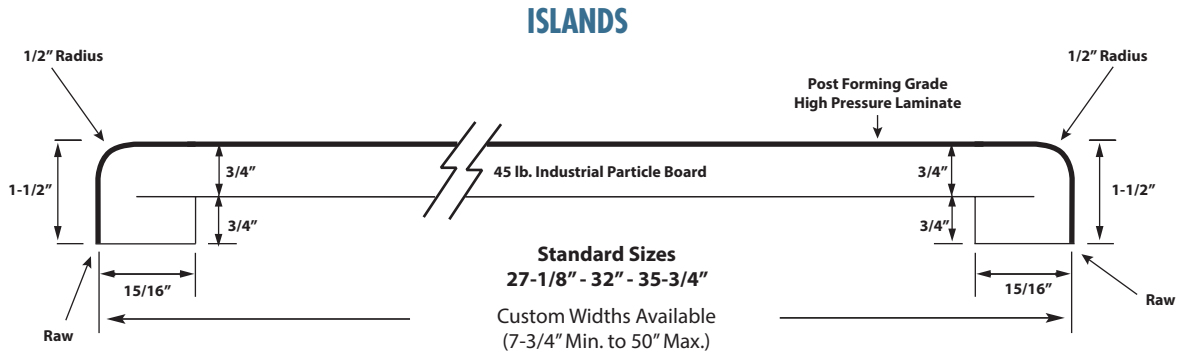 ISLANDS
1/2” Radius
1/2” Radius
Post Forming Grade
High Pressure Laminate
1-1/2”
3/4”
45 lb. Industrial Particle Board
3/4”
1-1/2”
3/4”
3/4”
Standard Sizes
27-1/8” - 32” - 35-3/4”
15/16”
15/16”
Raw
Raw
Custom Widths Available
(7-3/4” Min. to 50” Max.)